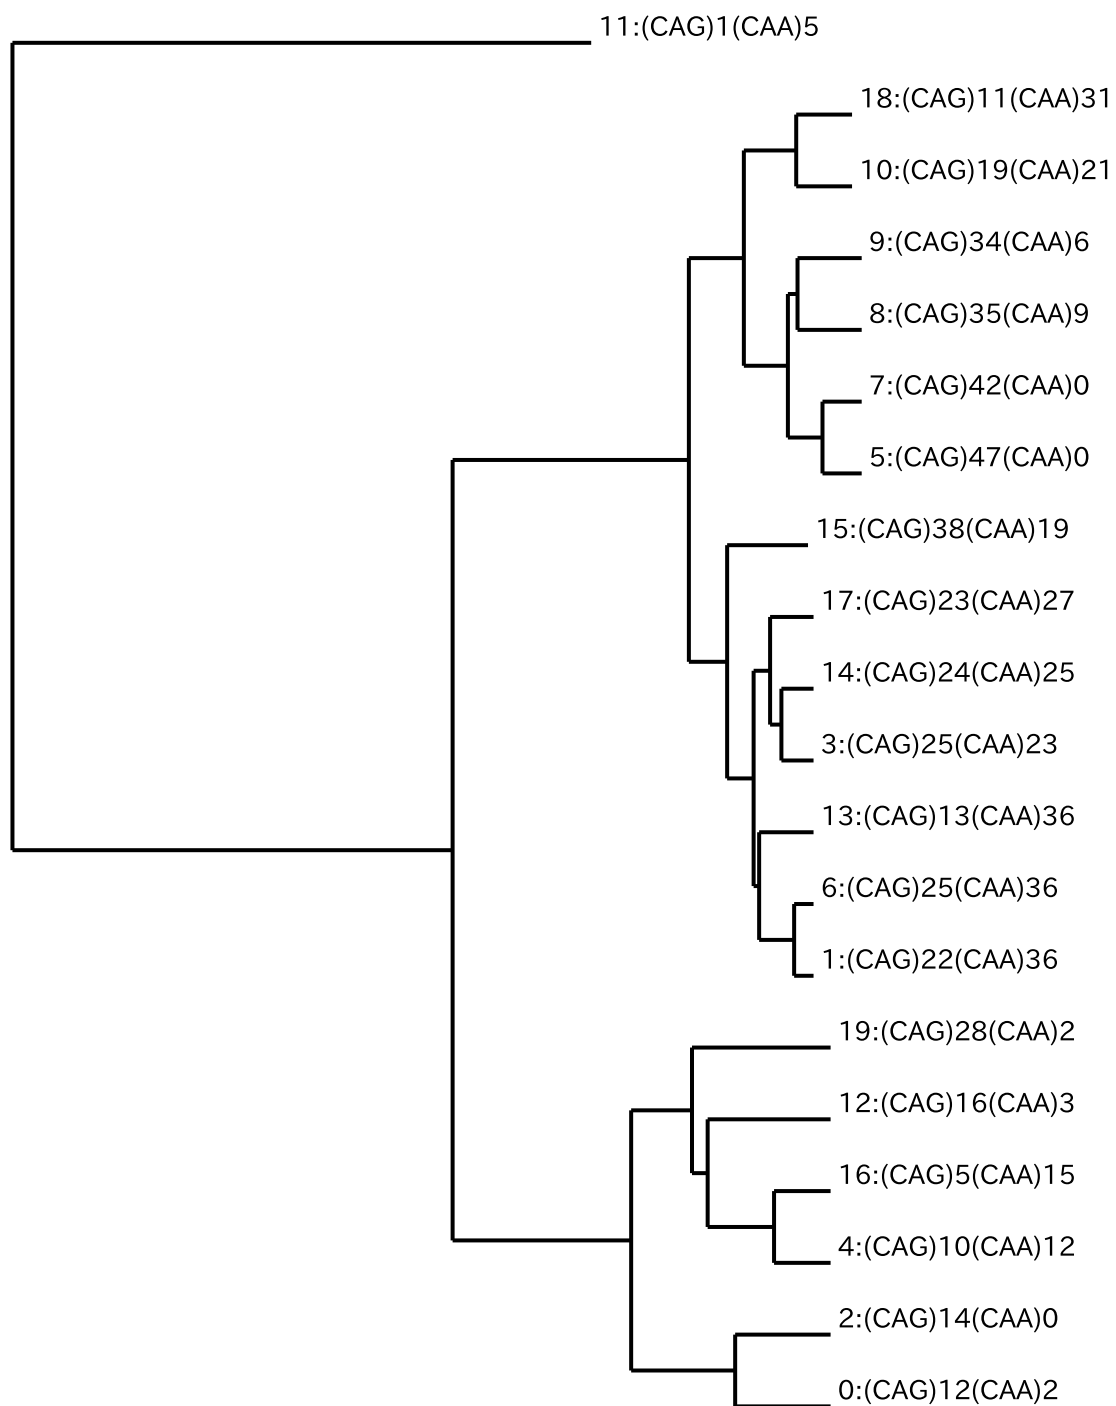 11:(CAG)1(CAA)5
18:(CAG)11(CAA)31
10:(CAG)19(CAA)21
9:(CAG)34(CAA)6
8:(CAG)35(CAA)9
7:(CAG)42(CAA)0
5:(CAG)47(CAA)0
15:(CAG)38(CAA)19
17:(CAG)23(CAA)27
14:(CAG)24(CAA)25
3:(CAG)25(CAA)23
13:(CAG)13(CAA)36
6:(CAG)25(CAA)36
1:(CAG)22(CAA)36
19:(CAG)28(CAA)2
12:(CAG)16(CAA)3
16:(CAG)5(CAA)15
4:(CAG)10(CAA)12
2:(CAG)14(CAA)0
0:(CAG)12(CAA)2